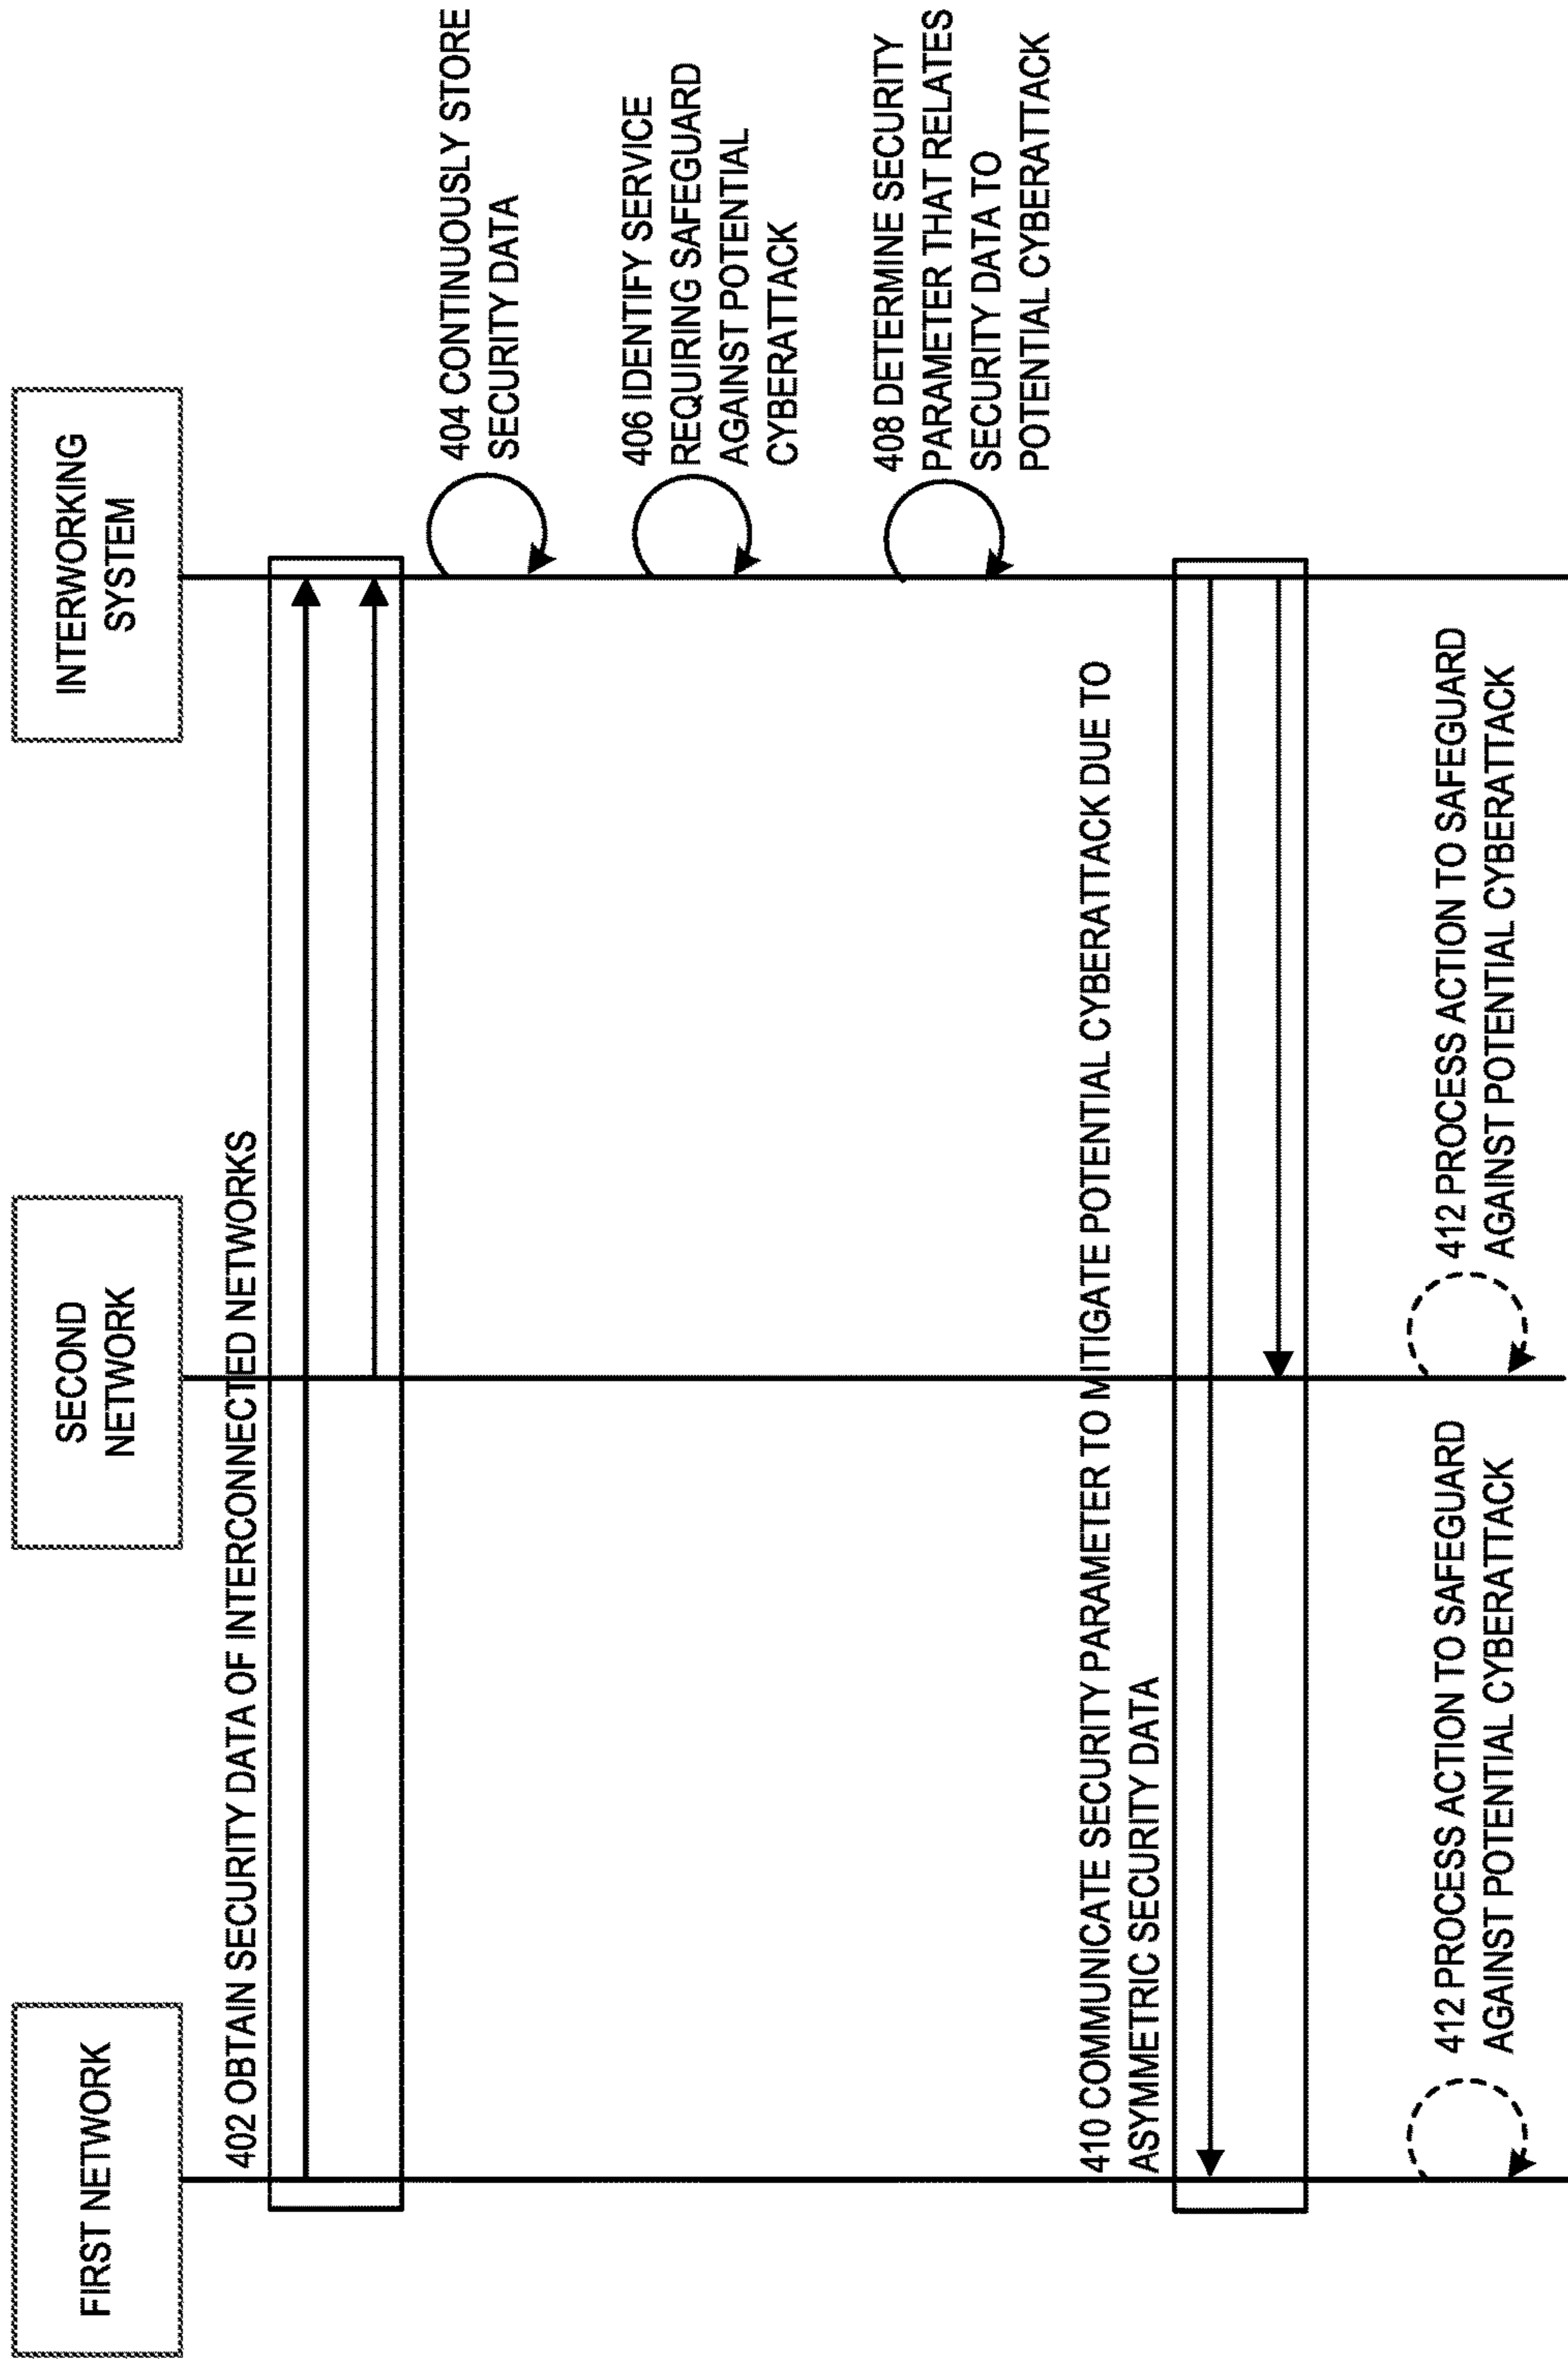 FIRST NETWORK
SECOND
NETWORK
INTERWORKING
SYSTEM
402 OBTAIN SECURITY DATA OF INTERCONNECTED NETWORKS
404 CONTINUOUSLY STORE
SECURITY DATA
406 IDENTIFY SERVICE
REQUIRING SAFEGUARD
AGAINST POTENTIAL
CYBERATTACK
408 DETERMINE SECURITY
PARAMETER THAT RELATES
SECURITY DATA TO
POTENTIAL CYBERATTACK
410 COMMUNICATE SECURITY PARAMETER TO MITIGATE POTENTIAL CYBERATTACK DUE TO
ASYMMETRIC SECURITY DATA
412 PROCESS ACTION TO SAFEGUARD
AGAINST POTENTIAL CYBERATTACK
412 PROCESS ACTION TO SAFEGUARD
AGAINST POTENTIAL CYBERATTACK